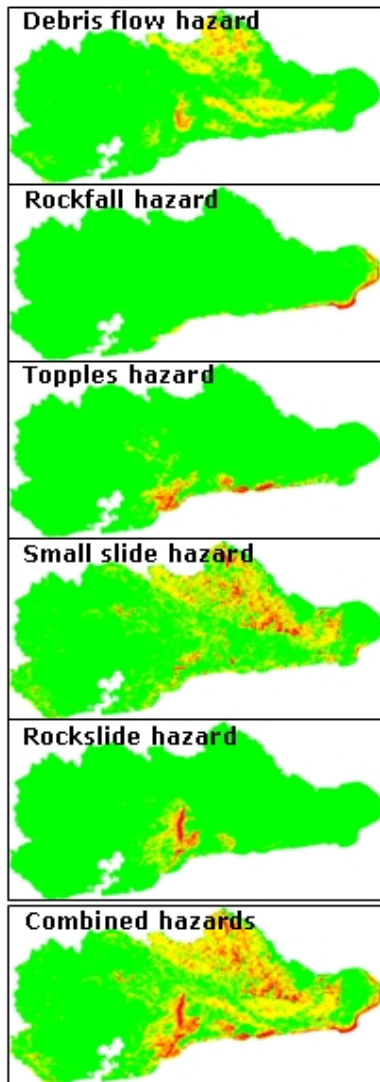 Debris flow hazard
Rockfall hazard
Topples hazard
Small slide hazard
Rockslide hazard
Combined hazards